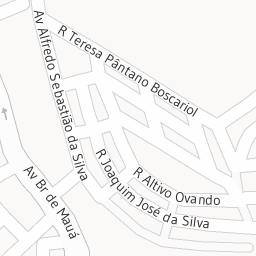 R Teresa Pântano Boscariol
Av Alfredo Sebastião da Silva
R Altivo Ovando
R Joaquim José da Silva
Av Br de Mauá